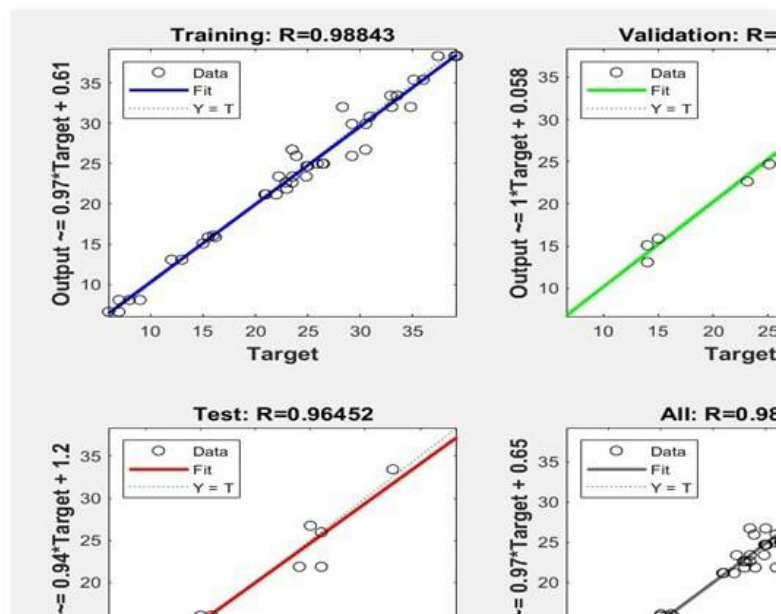 Training: R=0.98843
Output ~= 0.97*Target + 0.61
Data
Fit
Y = T
35
30
25
20
15
10
10 15 20 25 30 35
Target
Validation: R=
Output ~= 1*Target + 0.058
Data
Fit
Y = T
35
30
25
20
15
10
10 15 20 25
Target
Test: R=0.96452
~= 0.94*Target + 1.2
Data
Fit
Y = T
35
30
25
20
All: R=0.98
~= 0.97*Target + 0.65
Data
Fit
Y = T
35
30
25
20